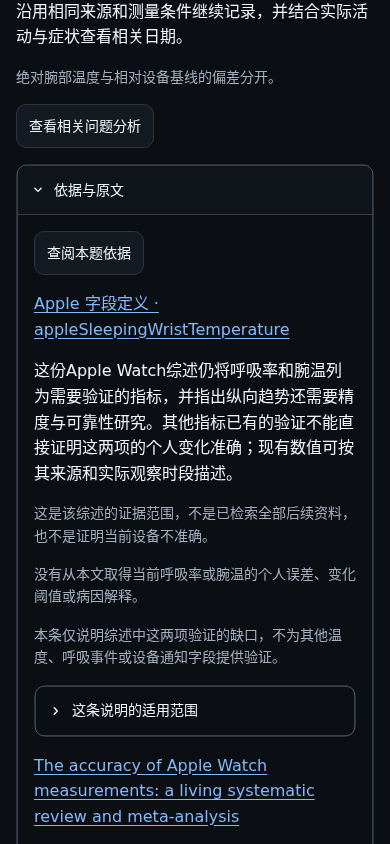 沿用相同来源和测量条件继续记录，并结合实际活
动与症状查看相关日期。
绝对腕部温度与相对设备基线的偏差分开。
查看相关问题分析
依据与原文
查阅本题依据
Apple 字段定义 ·
appleSleepingWristTemperature
这份Apple Watch综述仍将呼吸率和腕温列
为需要验证的指标，并指出纵向趋势还需要精
度与可靠性研究。其他指标已有的验证不能直
接证明这两项的个人变化准确；现有数值可按
其来源和实际观察时段描述。
这是该综述的证据范围，不是已检索全部后续资料，
也不是证明当前设备不准确。
没有从本文取得当前呼吸率或腕温的个人误差、变化
阈值或病因解释。
本条仅说明综述中这两项验证的缺口，不为其他温
度、呼吸事件或设备通知字段提供验证。
这条说明的适用范围
The accuracy of Apple Watch
measurements: a living systematic
review and meta-analysis